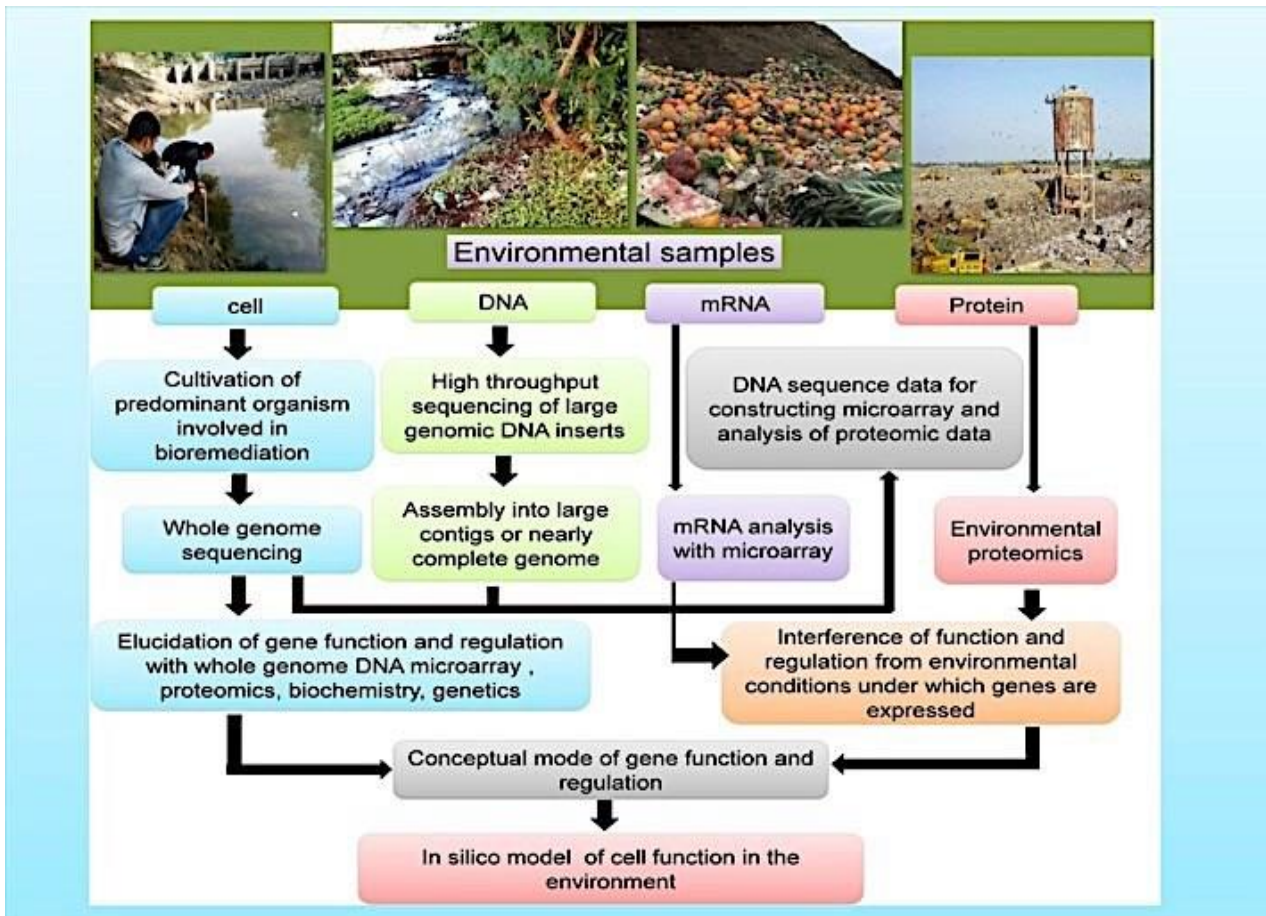 Environmental samples
cell
DNA
mRNA
Protein
Cultivation of
predominant organism
involved in
bioremediation
High throughput
sequencing of large
genomic DNA inserts
DNA sequence data for
constructing microarray and
analysis of proteomic data
Whole genome
sequencing
Assembly into large
contigs or nearly
complete genome
mRNA analysis
with microarray
Environmental
proteomics
Elucidation of gene function and regulation
with whole genome DNA microarray ,
proteomics, biochemistry, genetics
Interference of function and
regulation from environmental
conditions under which genes are
expressed
Conceptual mode of gene function and
regulation
In silico model of cell function in the
environment